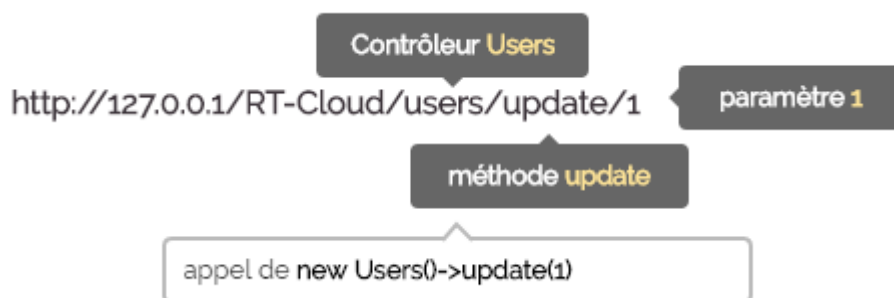 Contrôleur Users
http://127.0.0.1/RT-Cloud/users/update/1
paramètre 1
méthode update
appel de new Users()->update(1)